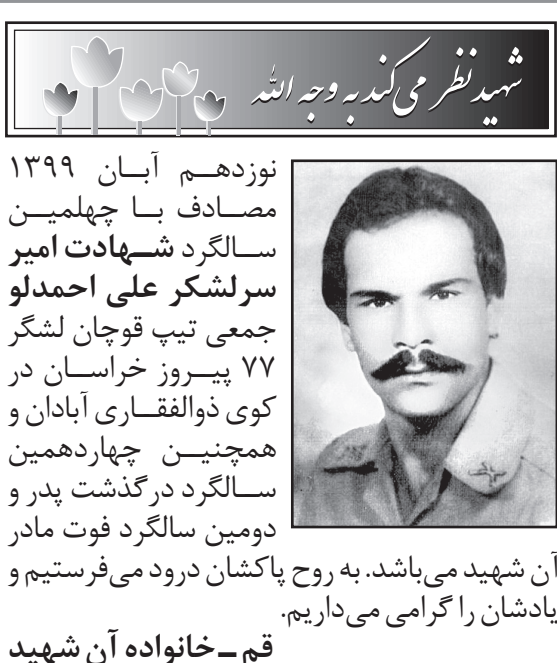 شهید نظر می‌کند به وجه الله
نوزدهم آبان ۱۳۹۹
مصادف با چهلمین
سالگرد شهادت امیر
سرلشکر علی احمدلو
جمعی تیپ قوچان لشگر
۷۷ پیروز خراسان در
کوی ذوالفقاری آبادان و
همچنین چهاردهمین
سالگرد درگذشت پدر و
دومین سالگرد فوت مادر
آن شهید می‌باشد. به روح پاکشان درود می‌فرستیم و
یادشان را گرامی می‌داریم.
قم ــ خانواده آن شهید